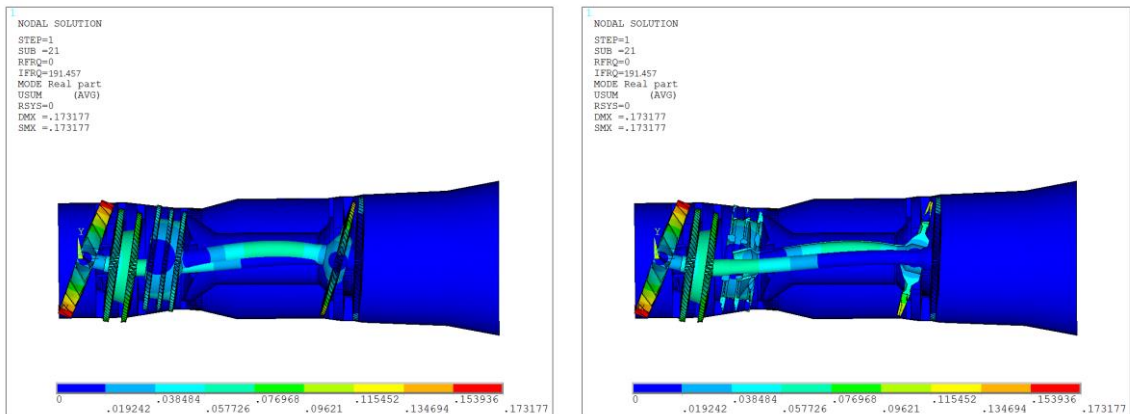 1
NODAL SOLUTION
STEP=1
SUB =21
RFRQ=0
IFRQ=191.457
MODE Real part
USUM (AVG)
RSYS=0
DMX =.173177
SMX =.173177
Y
0 .038484 .076968 .115452 .153936
.019242 .057726 .09621 .134694 .173177
1
NODAL SOLUTION
STEP=1
SUB =21
RFRQ=0
IFRQ=191.457
MODE Real part
USUM (AVG)
RSYS=0
DMX =.173177
SMX =.173177
Y
0 .038484 .076968 .115452 .153936
.019242 .057726 .09621 .134694 .173177